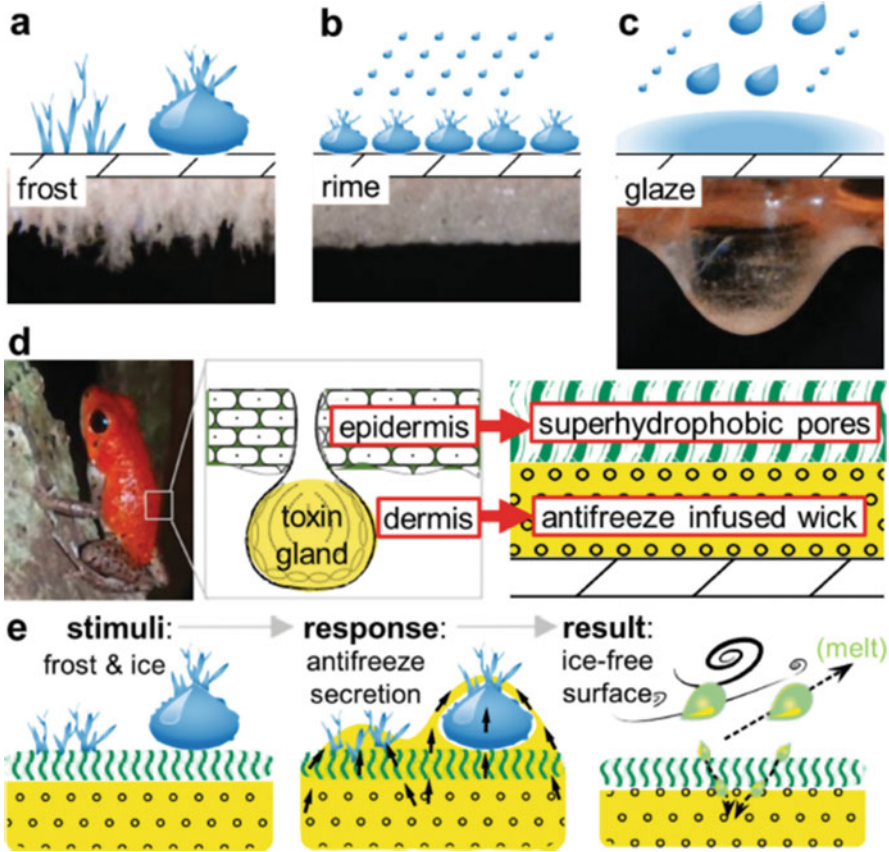 a
b
c
frost
rime
glaze
d
epidermis
superhydrophobic pores
toxin
gland
dermis
antifreeze infused wick
e
stimuli:
frost & ice
response:
antifreeze
secretion
result:
ice-free
surface
(melt)